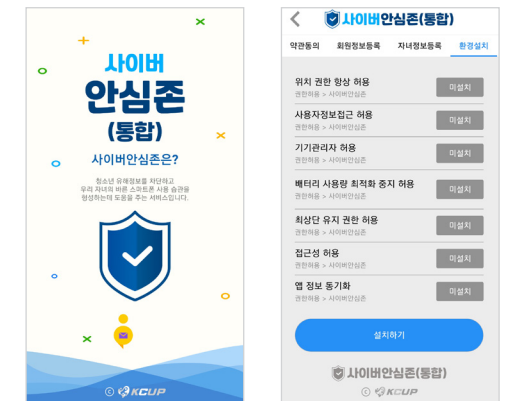 사이버
안심존
(통합)
사이버안심존은?
청소년 유해정보를 차단하고
우리 자녀의 바른 스마트폰 사용 습관을
형성하는데 도움을 주는 서비스입니다.
© KCUP
사이버안심존(통합)
약관동의 회원정보등록 자녀정보등록 환경설치
위치 권한 항상 허용
권한허용 > 사이버안심존
미설치
사용자정보접근 허용
권한허용 > 사이버안심존
미설치
기기관리자 허용
권한허용 > 사이버안심존
미설치
배터리 사용량 최적화 중지 허용
권한허용 > 사이버안심존
미설치
최상단 유지 권한 허용
권한허용 > 사이버안심존
미설치
접근성 허용
권한허용 > 사이버안심존
미설치
앱 정보 동기화
권한허용 > 사이버안심존
미설치
설치하기
사이버안심존(통합)
© KCUP